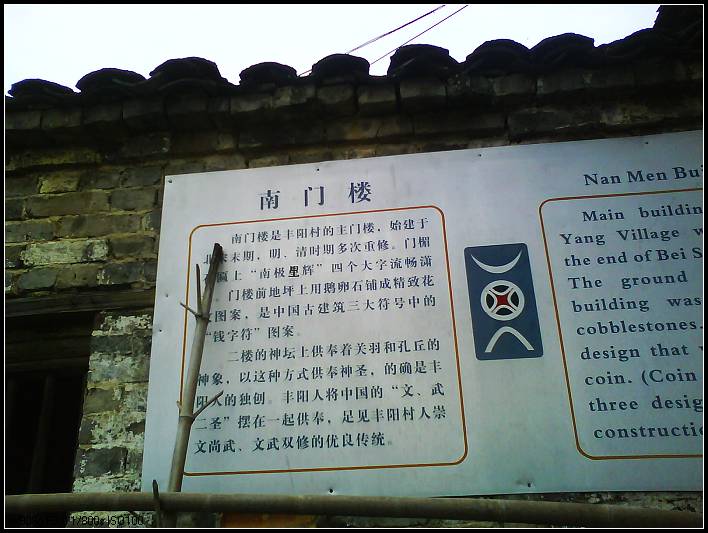 南门楼
南门楼是丰阳村的主门楼，始建于
宋末期，明、清时期多次重修。门楣
上“南极星辉”四个大字流畅潇
。门楼前地坪上用鹅卵石铺成精致花
图案，是中国古建筑三大符号中的
“钱字符”图案。
二楼的神坛上供奉着关羽和孔丘的
神象，以这种方式供奉神圣，的确是丰
阳人的独创。丰阳人将中国的“文、武
二圣”摆在一起供奉，足见丰阳村人崇
文尚武、文武双修的优良传统。
Nan Men Bui
Main building
Yang Village w
the end of Bei S
The ground
building was
cobblestones.
design that
coin. (Coin
three desig
constructio